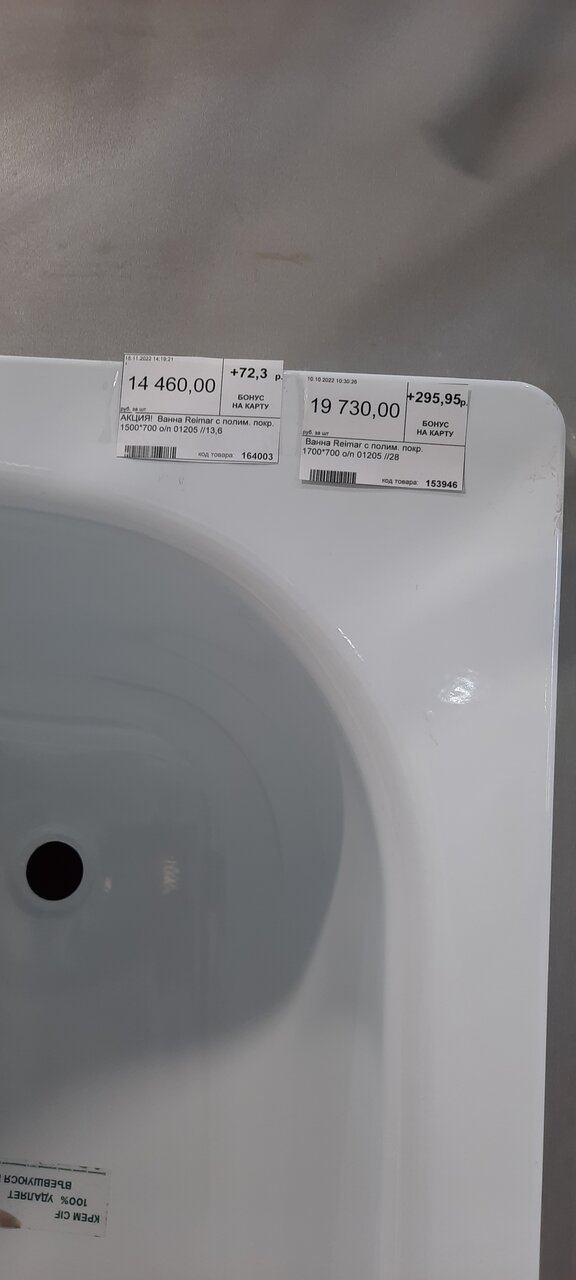 16.11.2022 14:19:21
14 460,00
+72,3 р.
БОНУС
НА КАРТУ
руб. за шт
АКЦИЯ! Ванна Reimar с полим. покр.
1500*700 о/п 01205 //13,6
код товара: 164003
10.10.2022 10:30:26
19 730,00
+295,95р.
БОНУС
НА КАРТУ
руб. за шт
Ванна Reimar с полим. покр.
1700*700 о/п 01205 //28
код товара: 153946
КРЕМ CIF
100% УДАЛЯЕТ
ВЪЕВШУЮСЯ